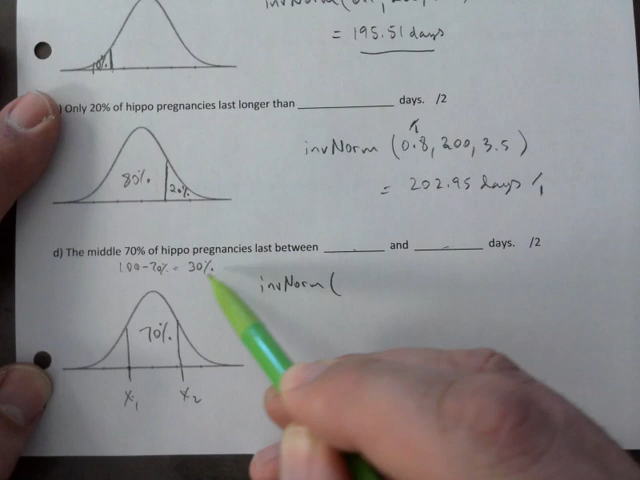 = 195.51 days
10%
) Only 20% of hippo pregnancies last longer than ______________ days. /2
invNorm (0.8, 200, 3.5)
80% 20%
= 202.95 days /1
d) The middle 70% of hippo pregnancies last between _________ and __________ days. /2
100-70% = 30%
invNorm (
70%
x1 x2